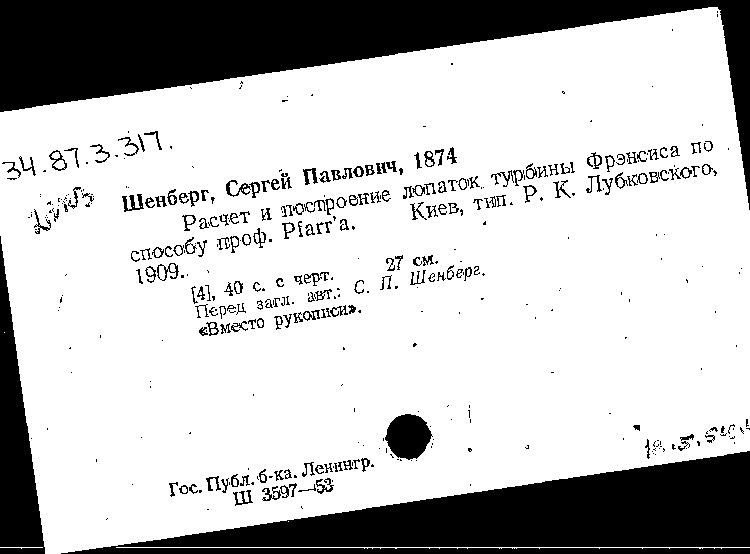 34.87.3.317.
Шенберг, Сергей Павлович, 1874
Расчет и построение лопаток турбины Фрэнсиса по
способу проф. Pfarr'a. Киев, тип. Р. К. Лубковского,
1909.
[4], 40 с. с черт. 27 см.
Перед загл. авт.: С. П. Шенберг.
«Вместо рукописи».
Гос. Публ. б-ка. Ленингр.
Ш 3597—53